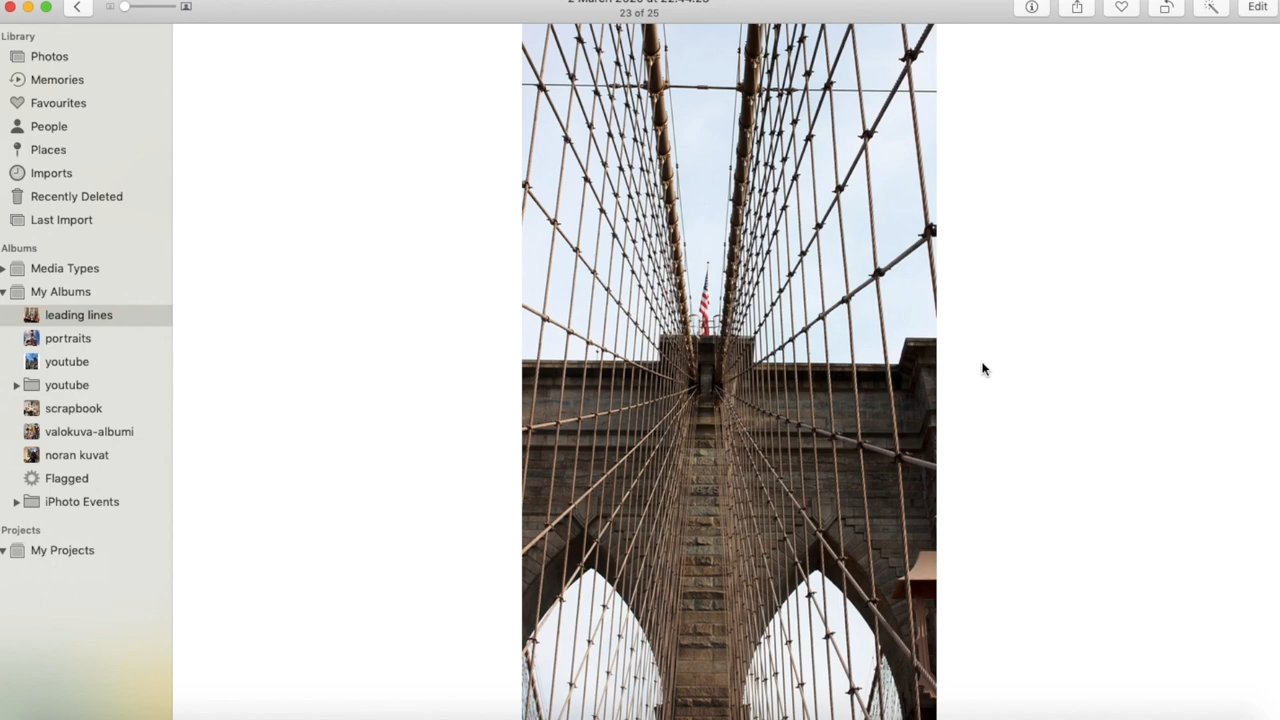 23 of 25
Edit
Library
Photos
Memories
Favourites
People
Places
Imports
Recently Deleted
Last Import
Albums
Media Types
My Albums
leading lines
portraits
youtube
youtube
scrapbook
valokuva-albumi
noran kuvat
Flagged
iPhoto Events
Projects
My Projects